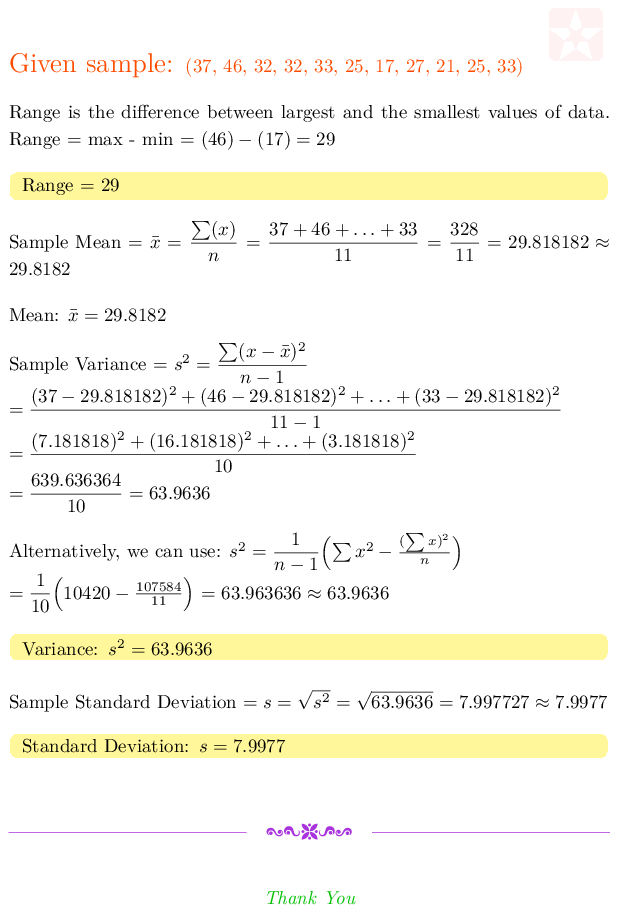 Given sample: (37, 46, 32, 32, 33, 25, 17, 27, 21, 25, 33)
Range is the difference between largest and the smallest values of data.
Range = max - min = (46) − (17) = 29
Range = 29
Sample Mean = x̄ = ∑(x)/n = (37 + 46 + … + 33)/11 = 328/11 = 29.818182 ≈
29.8182
Mean: x̄ = 29.8182
Sample Variance = s² = ∑(x − x̄)²/(n − 1)
= ((37 − 29.818182)² + (46 − 29.818182)² + … + (33 − 29.818182)²)/(11 − 1)
= ((7.181818)² + (16.181818)² + … + (3.181818)²)/10
= 639.636364/10 = 63.9636
Alternatively, we can use: s² = 1/(n − 1) (∑x² − (∑x)²/n)
= 1/10 (10420 − 107584/11) = 63.963636 ≈ 63.9636
Variance: s² = 63.9636
Sample Standard Deviation = s = √s² = √63.9636 = 7.997727 ≈ 7.9977
Standard Deviation: s = 7.9977
Thank You